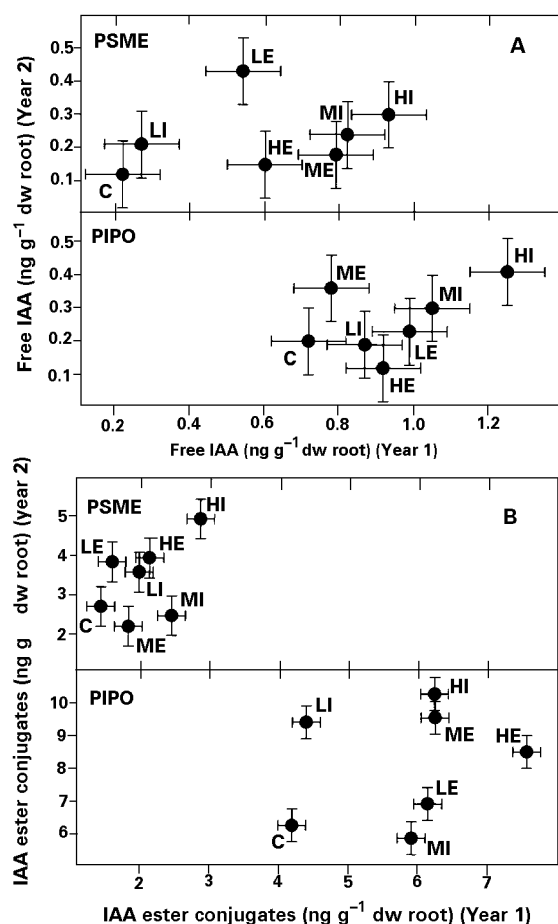 PSME
A
LE
0.5
0.4
HI
MI
0.3
LI
HE
0.2
ME
C
0.1
PIPO
HI
0.5
ME
0.4
MI
0.3
LI
0.2
C
LE
HE
0.1
0.2 0.4 0.6 0.8 1.0 1.2
Free IAA (ng g⁻¹ dw root) (Year 1)
Free IAA (ng g⁻¹ dw root) (Year 2)
PSME
HI
B
5
LE
HE
4
LI
3
MI
C
ME
2
PIPO
HI
10
LI
ME
HE
9
8
LE
7
6
C
MI
2 3 4 5 6 7
IAA ester conjugates (ng g⁻¹ dw root) (Year 1)
IAA ester conjugates (ng g dw root) (year 2)